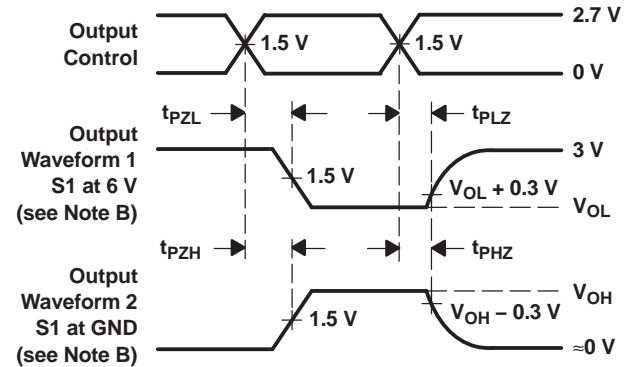 Output
Control
1.5 V
1.5 V
2.7 V
0 V
tPZL
tPLZ
Output
Waveform 1
S1 at 6 V
(see Note B)
1.5 V
3 V
VOL + 0.3 V
VOL
tPZH
tPHZ
Output
Waveform 2
S1 at GND
(see Note B)
1.5 V
VOH
VOH − 0.3 V
≈0 V